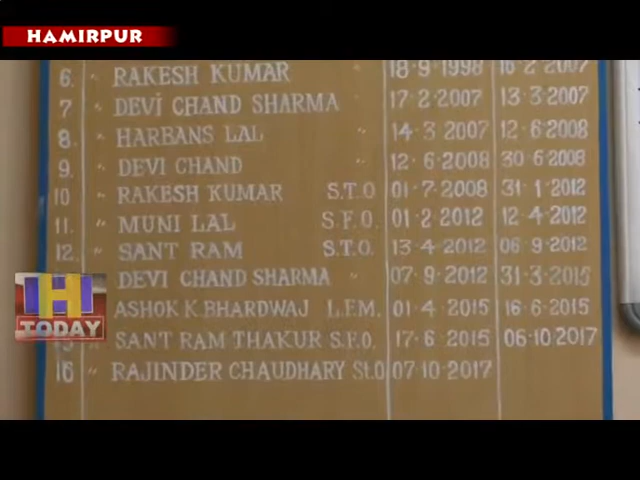 HAMIRPUR
6. " RAKESH KUMAR 18-9-1998 16-2-2007
7 " DEVI CHAND SHARMA " 17-2-2007 13-3-2007
8. " HARBANS LAL " 14-3-2007 12-6-2008
9. " DEVI CHAND " 12-6-2008 30-6-2008
10 " RAKESH KUMAR S.T.O 01-7-2008 31-1-2012
11. " MUNI LAL S.F.O. 01-2-2012 12-4-2012
12. " SANT RAM S.T.O. 13-4-2012 06-9-2012
DEVI CHAND SHARMA " 07-9-2012 31-3-2015
ASHOK K.BHARDWAJ L.F.M. 01-4-2015 16-6-2015
SANT RAM THAKUR S.F.O. 17-6-2015 06-10-2017
16 " RAJINDER CHAUDHARY St.O 07-10-2017
H
TODAY